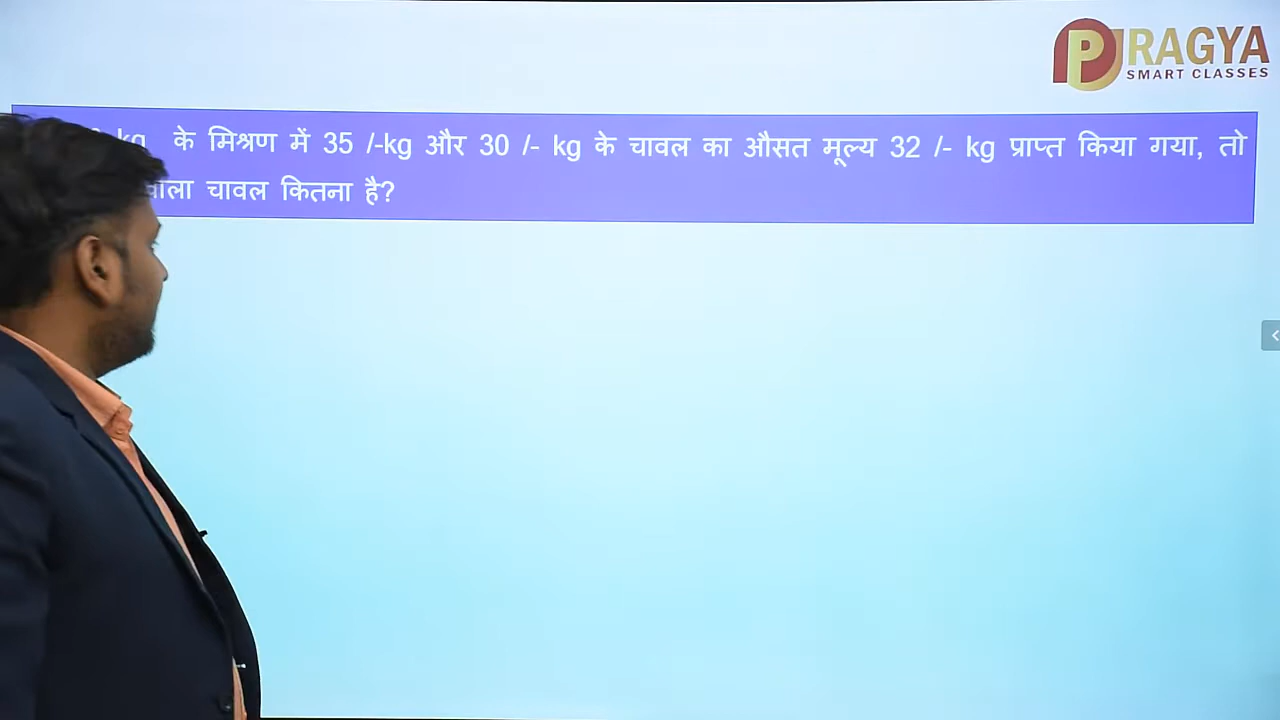 PRAGYA
SMART CLASSES
kg के मिश्रण में 35 /-kg और 30 /- kg के चावल का औसत मूल्य 32 /- kg प्राप्त किया गया, तो
वाला चावल कितना है?